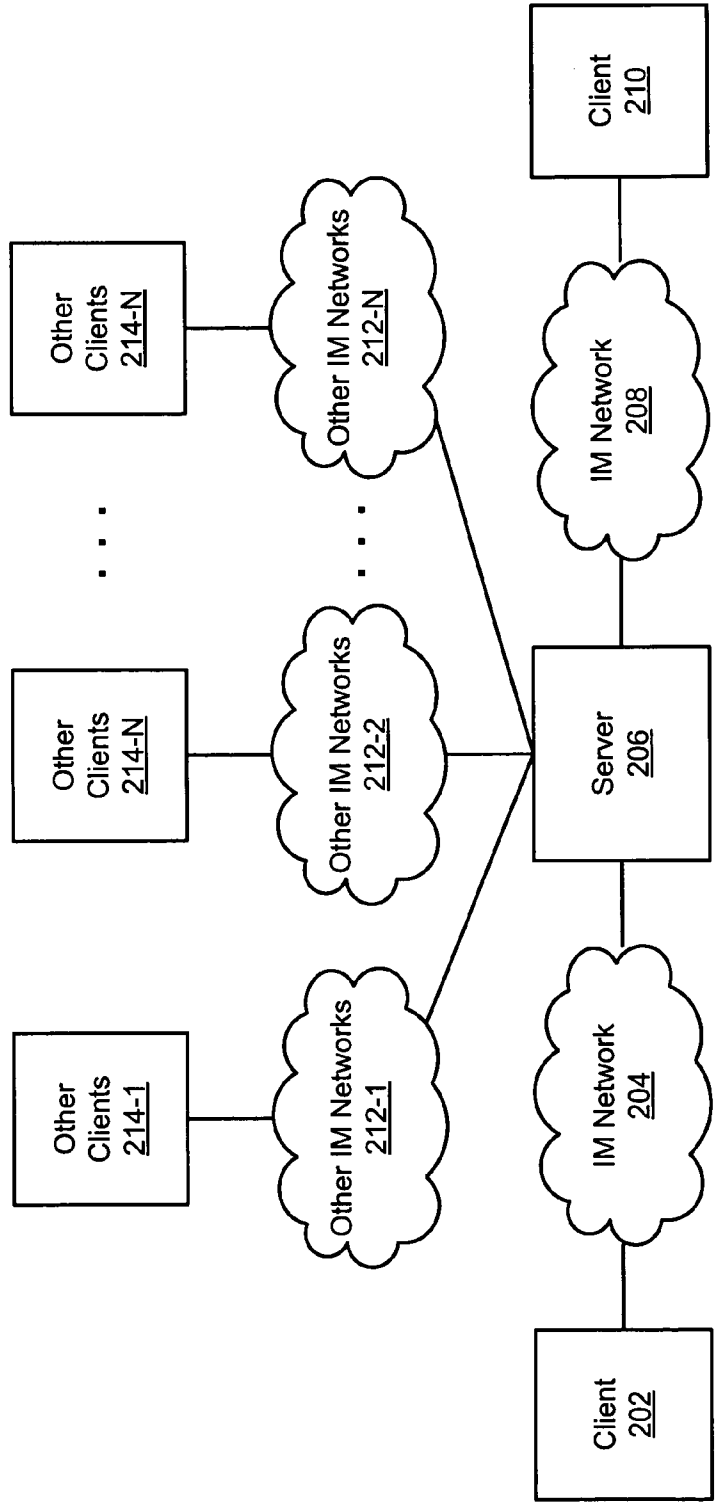 Other
Clients
214-1
Other
Clients
214-N
. . .
Other
Clients
214-N
Other IM Networks
212-1
Other IM Networks
212-2
. . .
Other IM Networks
212-N
Client
202
IM Network
204
Server
206
IM Network
208
Client
210